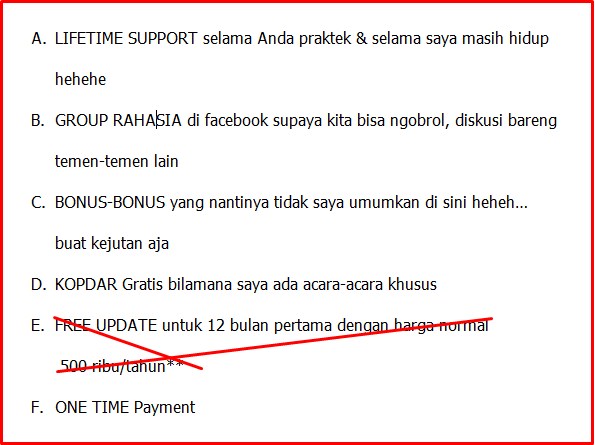 A. LIFETIME SUPPORT selama Anda praktek & selama saya masih hidup
hehehe
B. GROUP RAHASIA di facebook supaya kita bisa ngobrol, diskusi bareng
temen-temen lain
C. BONUS-BONUS yang nantinya tidak saya umumkan di sini heheh...
buat kejutan aja
D. KOPDAR Gratis bilamana saya ada acara-acara khusus
E. FREE UPDATE untuk 12 bulan pertama dengan harga normal
500 ribu/tahun**
F. ONE TIME Payment